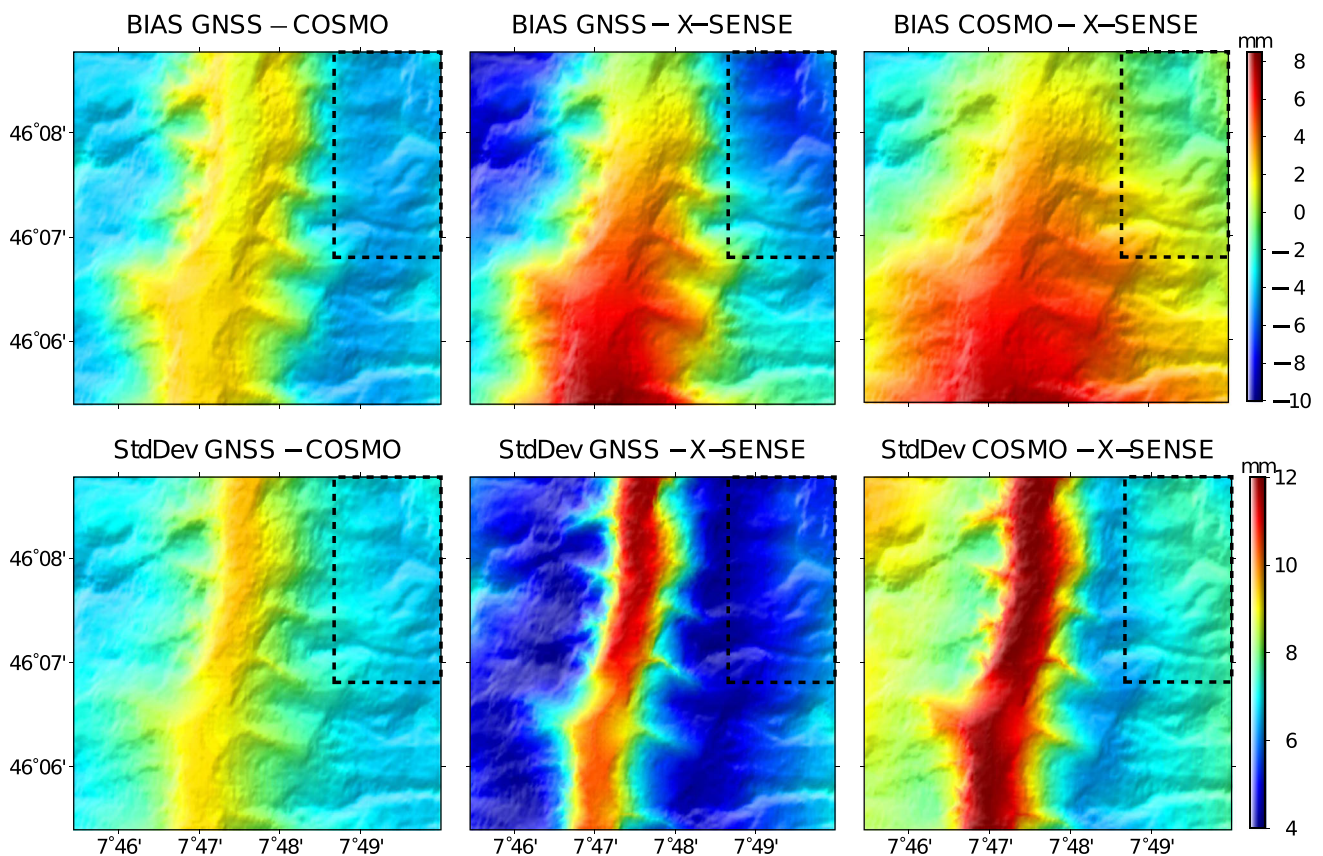 BIAS GNSS – COSMO
BIAS GNSS – X–SENSE
BIAS COSMO – X–SENSE
mm
8
6
4
2
0
–2
–4
–6
–8
–10
46°08'
46°07'
46°06'
StdDev GNSS – COSMO
StdDev GNSS – X–SENSE
StdDev COSMO – X–SENSE
mm
12
10
8
6
4
46°08'
46°07'
46°06'
7°46' 7°47' 7°48' 7°49'
7°46' 7°47' 7°48' 7°49'
7°46' 7°47' 7°48' 7°49'